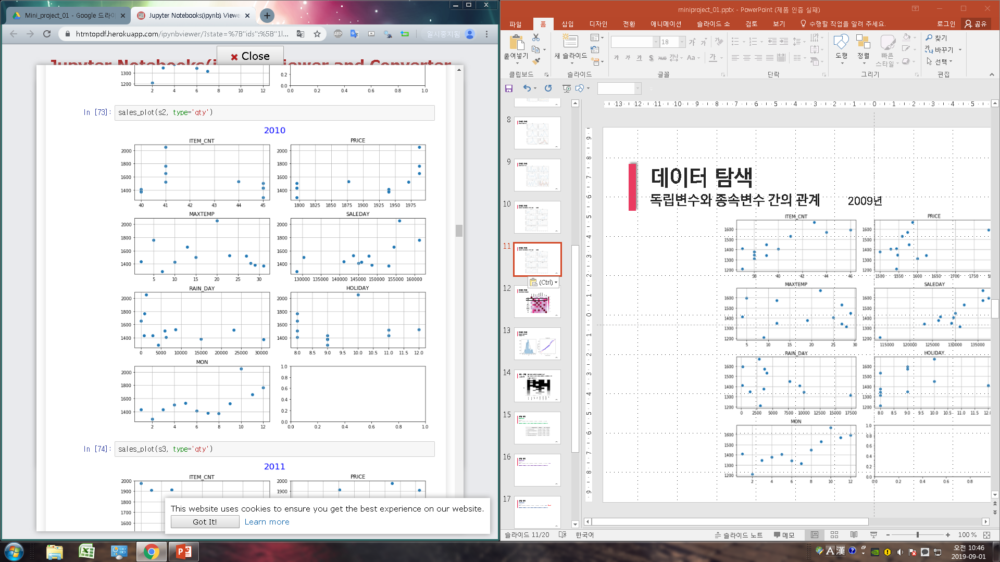 Mini_project_01 - Google 드라이
Jupyter Notebooks(ipynb) Viewe
htmtopdf.herokuapp.com/ipynbviewer/?state=%7B"ids":%5B"1l...
일시중지됨
Close
1300
1200
2 4 6 8 10 12
0.2
0.0
0.0 0.2 0.4 0.6 0.8 1.0
In [73]: sales_plot(s2, type='qty')
2010
ITEM_CNT
2000
1800
1600
1400
40 41 42 43 44 45
PRICE
2000
1800
1600
1400
1800 1825 1850 1875 1900 1925 1950 1975
MAXTEMP
2000
1800
1600
1400
5 10 15 20 25 30
SALEDAY
2000
1800
1600
1400
130000 135000 140000 145000 150000 155000 160000
RAIN_DAY
2000
1800
1600
1400
0 5000 10000 15000 20000 25000 30000
HOLIDAY
2000
1800
1600
1400
8.0 8.5 9.0 9.5 10.0 10.5 11.0 11.5 12.0
MON
2000
1800
1600
1400
2 4 6 8 10 12
1.0
0.8
0.6
0.4
0.2
0.0
0.0 0.2 0.4 0.6 0.8 1.0
In [74]: sales_plot(s3, type='qty')
2011
ITEM_CNT
2000
1900
1800
1700
1600
PRICE
2000
1900
This website uses cookies to ensure you get the best experience on our website.
Got It! Learn more
miniproject_01.pptx - PowerPoint (제품 인증 실패)
파일 홈 삽입 디자인 전환 애니메이션 슬라이드 쇼 검토 보기 수행할 작업을 알려 주세요. 로그인 공유
붙여넣기
새 슬라이드
18
도형
정렬
빠른 스타일
찾기
바꾸기
선택
클립보드 슬라이드 글꼴 단락 그리기 편집
13 12 11 10 9 8 7 6 5 4 3 2 1 0 1 2 3 4 5
8
9
10
11
(Ctrl)
12
13
14
15
16
17
데이터 탐색
독립변수와 종속변수 간의 관계 2009년
ITEM_CNT
1600
1500
1400
1300
1200
38 40 42 44 46
PRICE
1600
1500
1400
1300
1200
1500 1550 1600 1650 1700 1750
MAXTEMP
1600
1500
1400
1300
1200
5 10 15 20 25 30
SALEDAY
1600
1500
1400
1300
1200
115000 120000 125000 130000 135000
RAIN_DAY
1600
1500
1400
1300
1200
0 2500 5000 7500 10000 12500 15000 17500
HOLIDAY
1600
1500
1400
1300
1200
8.0 8.5 9.0 9.5 10.0 10.5 11.0 11.5
MON
1600
1500
1400
1300
1200
2 4 6 8 10 12
1.0
0.8
0.6
0.4
0.2
0.0
0.0 0.2 0.4 0.6 0.8
슬라이드 11/20 한국어 슬라이드 노트 메모 100 %
A 漢
오전 10:46
2019-09-01